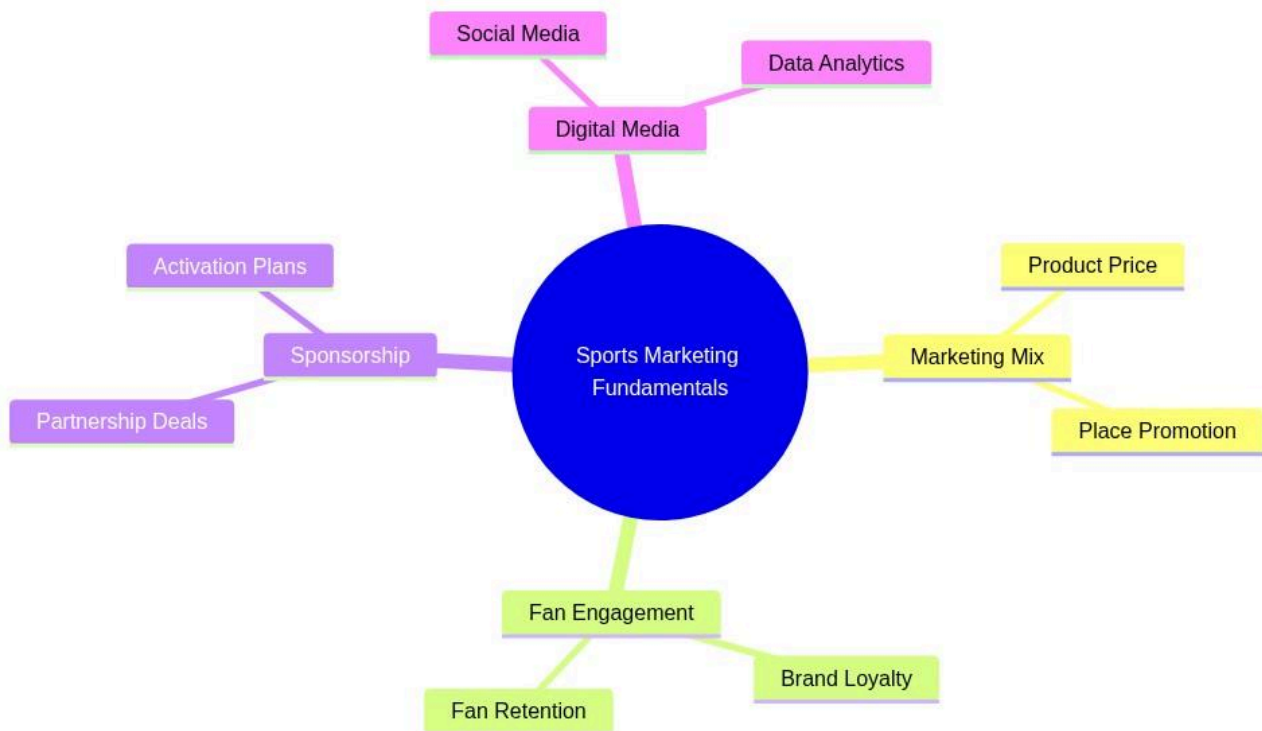 Social Media
Data Analytics
Digital Media
Activation Plans
Product Price
Sponsorship
Sports Marketing
Fundamentals
Marketing Mix
Partnership Deals
Place Promotion
Fan Engagement
Brand Loyalty
Fan Retention